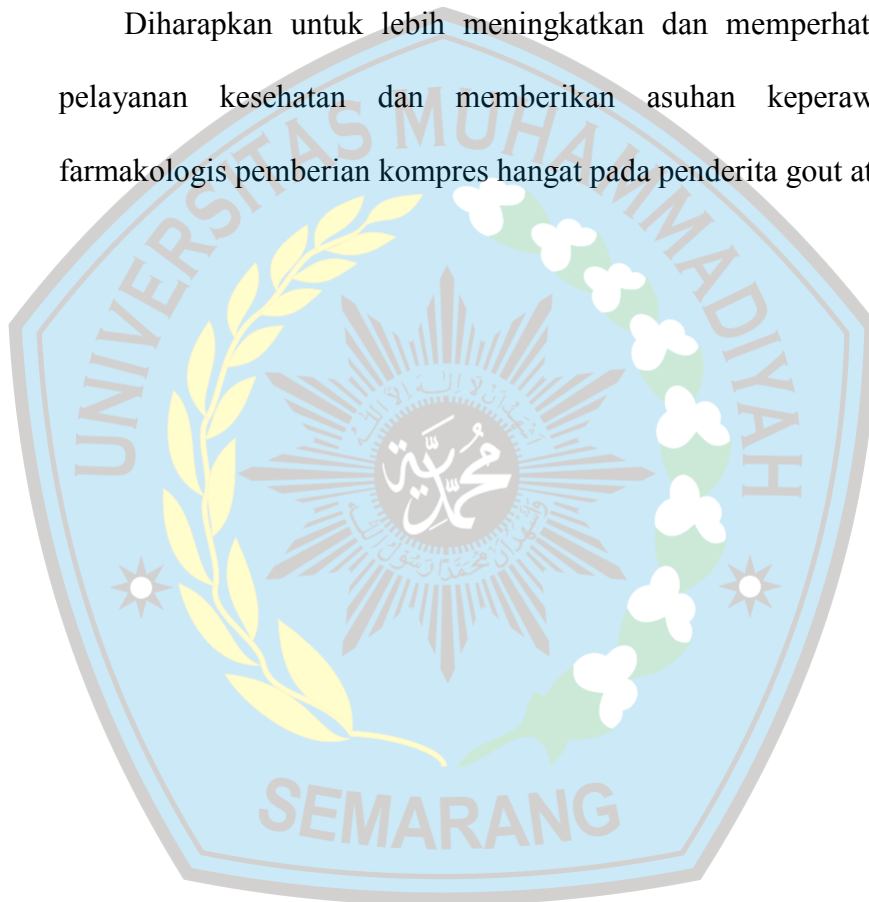 Diharapkan untuk lebih meningkatkan dan memperhat
pelayanan kesehatan dan memberikan asuhan keperaw
farmakologis pemberian kompres hangat pada penderita gout at
UNIVERSITAS MUHAMMADIYAH
محمدية
SEMARANG